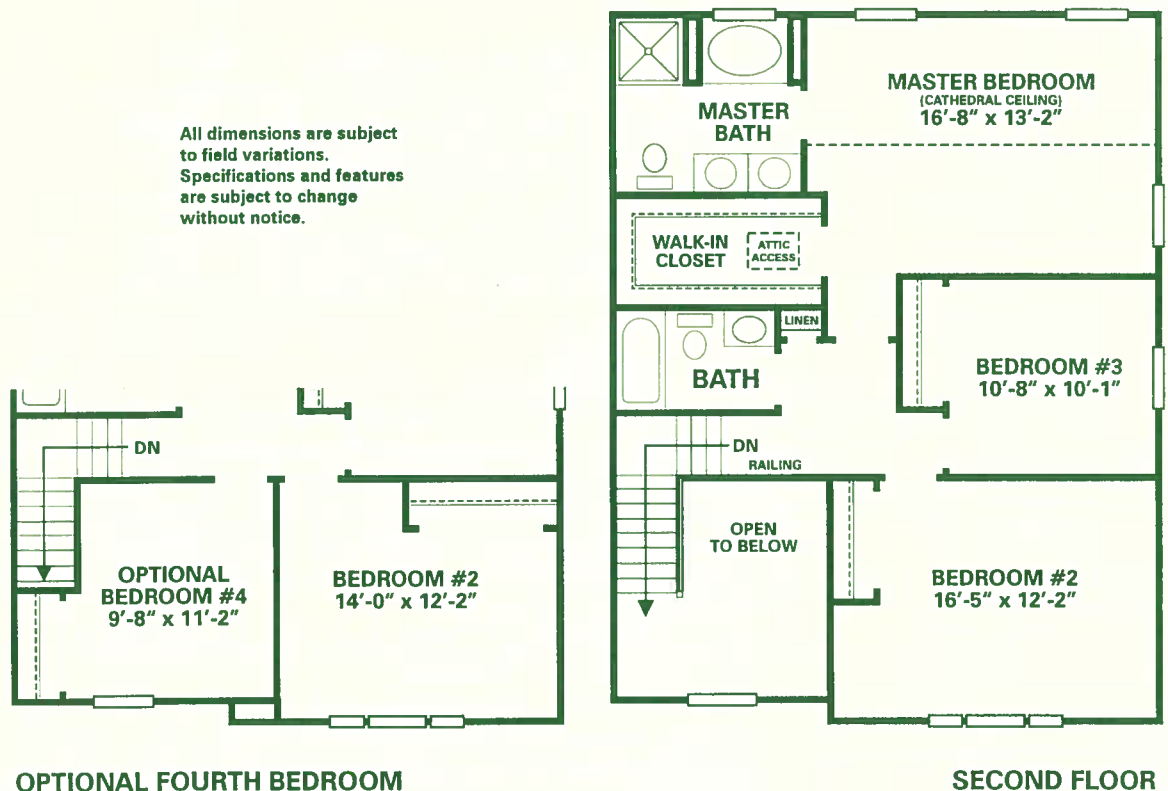 All dimensions are subject
to field variations.
Specifications and features
are subject to change
without notice.
DN
OPTIONAL
BEDROOM #4
9'-8" x 11'-2"
BEDROOM #2
14'-0" x 12'-2"
OPTIONAL FOURTH BEDROOM
MASTER
BATH
MASTER BEDROOM
(CATHEDRAL CEILING)
16'-8" x 13'-2"
WALK-IN
CLOSET
ATTIC
ACCESS
LINEN
BATH
BEDROOM #3
10'-8" x 10'-1"
DN
RAILING
OPEN
TO BELOW
BEDROOM #2
16'-5" x 12'-2"
SECOND FLOOR